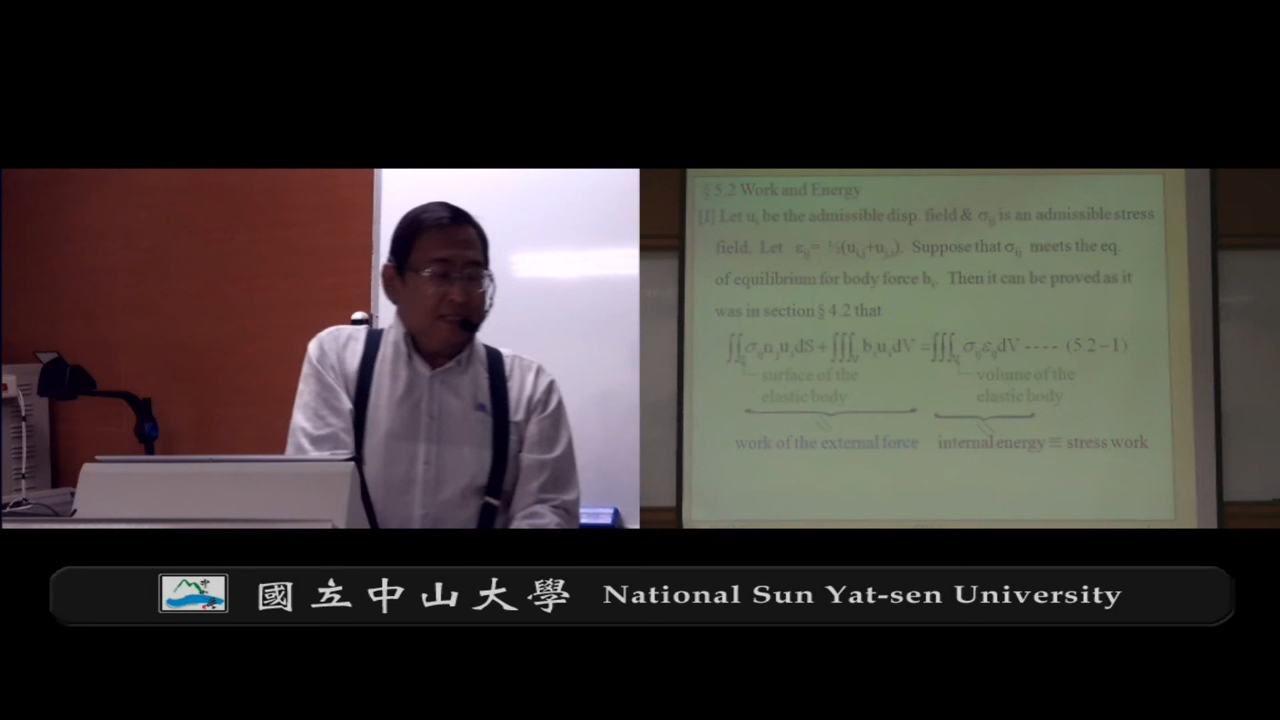 § 5.2 Work and Energy
[I] Let uᵢ be the admissible disp. field & σᵢⱼ is an admissible stress
field. Let εᵢⱼ= ½(uᵢ,ⱼ+uⱼ,ᵢ). Suppose that σᵢⱼ meets the eq.
of equilibrium for body force bᵢ. Then it can be proved as it
was in section § 4.2 that
∬ₛ σᵢⱼnⱼuᵢdS + ∭ᵥ bᵢuᵢdV = ∭ᵥ σᵢⱼεᵢⱼdV ---- (5.2-1)
surface of the volume of the
elastic body elastic body
work of the external force internal energy ≡ stress work
國立中山大學 National Sun Yat-sen University